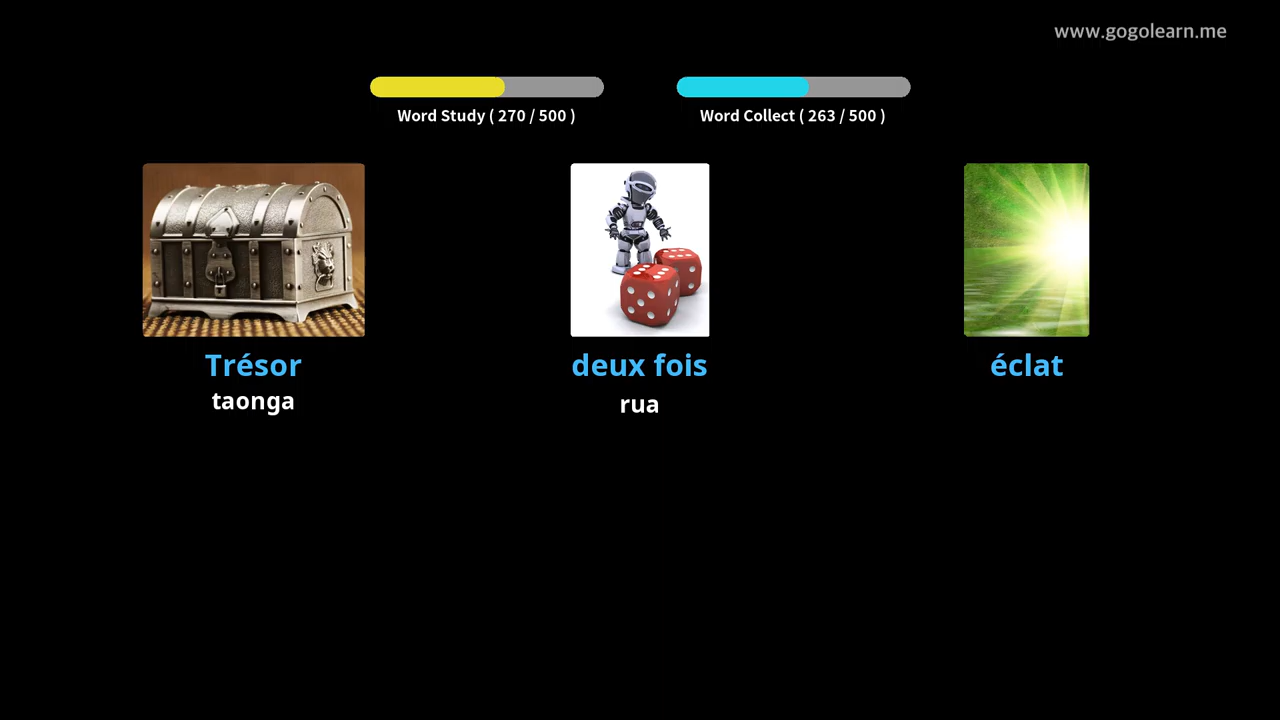 www.gogolearn.me
Word Study ( 270 / 500 )
Word Collect ( 263 / 500 )
Trésor
taonga
deux fois
rua
éclat